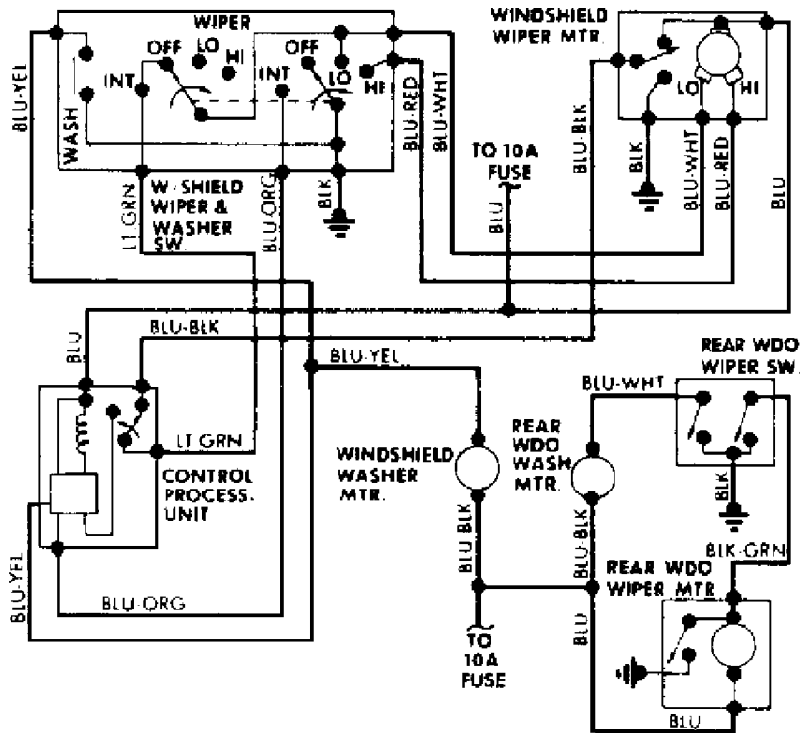 WIPER
OFF
LO
HI
INT
OFF
LO
HI
INT
WASH
BLU-YEL
LT GRN
W-SHIELD
WIPER &
WASHER
SW.
BLU-ORG
BLK
BLU-RED
BLU-WHT
WINDSHIELD
WIPER MTR.
LO
HI
BLU-BLK
BLK
BLU-WHT
BLU-RED
BLU
TO 10A
FUSE
BLU
BLU
BLU-BLK
BLU-YEL
LT GRN
CONTROL
PROCESS.
UNIT
BLU-YEL
BLU-ORG
WINDSHIELD
WASHER
MTR.
BLU BLK
TO
10A
FUSE
REAR
WDO
WASH
MTR.
BLU-BLK
BLU
BLU-WHT
REAR WDO
WIPER SW.
BLK
BLK-GRN
REAR WDO
WIPER MTR
BLU